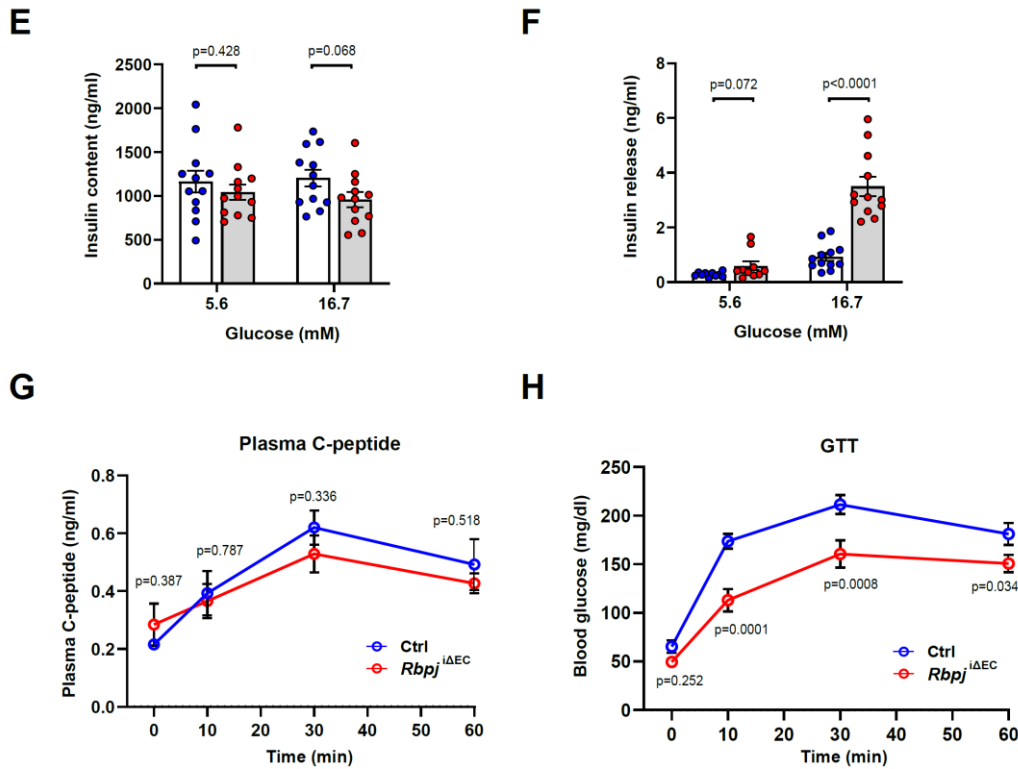 E
p=0.428
p=0.068
Insulin content (ng/ml)
2500
2000
1500
1000
500
0
5.6
16.7
Glucose (mM)
F
p=0.072
p<0.0001
Insulin release (ng/ml)
8
6
4
2
0
5.6
16.7
Glucose (mM)
G
Plasma C-peptide
Plasma C-peptide (ng/ml)
0.8
0.6
0.4
0.2
0.0
p=0.387
p=0.787
p=0.336
p=0.518
Ctrl
Rbpj iΔEC
0 10 20 30 40 50 60
Time (min)
H
GTT
Blood glucose (mg/dl)
250
200
150
100
50
0
p=0.252
p=0.0001
p=0.0008
p=0.034
Ctrl
Rbpj iΔEC
0 10 20 30 40 50 60
Time (min)